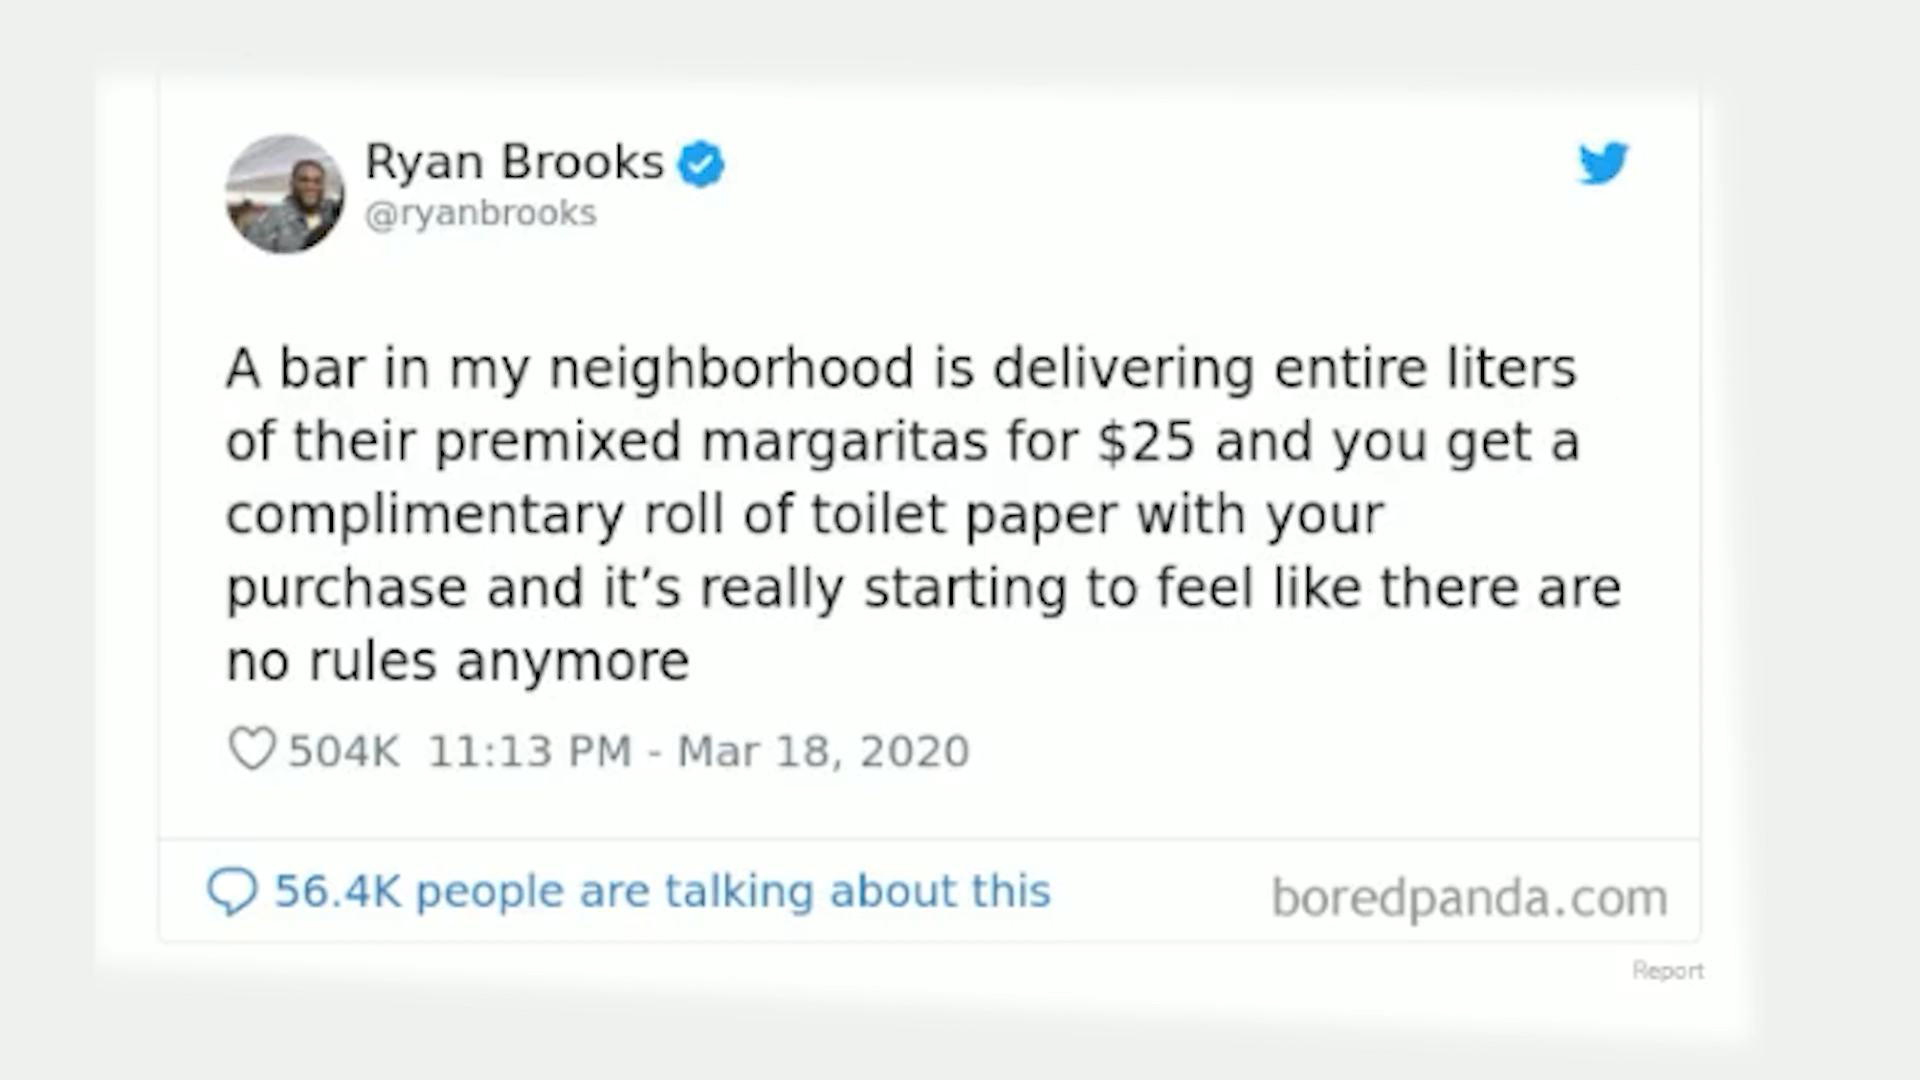 Ryan Brooks
@ryanbrooks
A bar in my neighborhood is delivering entire liters
of their premixed margaritas for $25 and you get a
complimentary roll of toilet paper with your
purchase and it’s really starting to feel like there are
no rules anymore
504K 11:13 PM - Mar 18, 2020
56.4K people are talking about this
boredpanda.com
Report